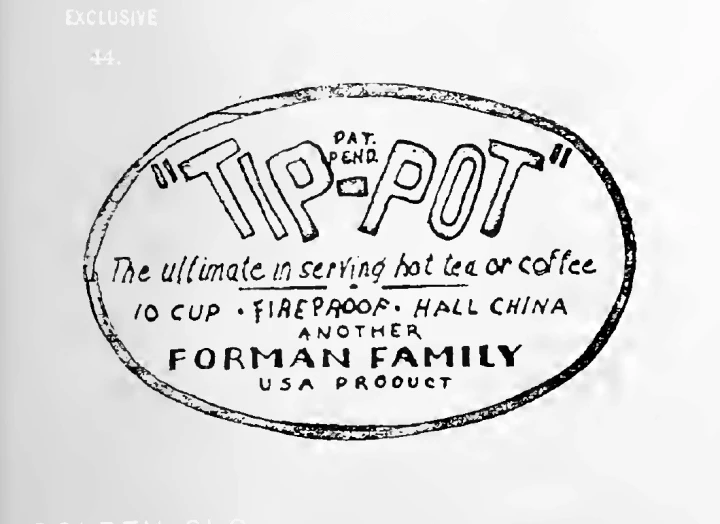 EXCLUSIVE
44.
PAT.
PEND.
"TIP-POT"
The ultimate in serving hot tea or coffee
10 CUP • FIREPROOF • HALL CHINA
ANOTHER
FORMAN FAMILY
USA PRODUCT